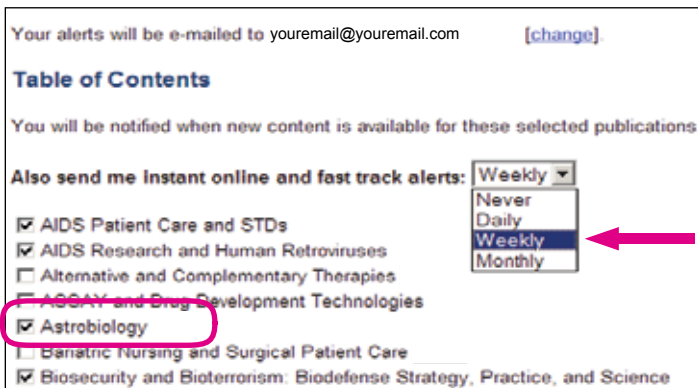 Your alerts will be e-mailed to youremail@youremail.com [change].
Table of Contents
You will be notified when new content is available for these selected publications
Also send me instant online and fast track alerts: Weekly
Never
Daily
Weekly
Monthly
AIDS Patient Care and STDs
AIDS Research and Human Retroviruses
Alternative and Complementary Therapies
ASSAY and Drug Development Technologies
Astrobiology
Bariatric Nursing and Surgical Patient Care
Biosecurity and Bioterrorism: Biodefense Strategy, Practice, and Science